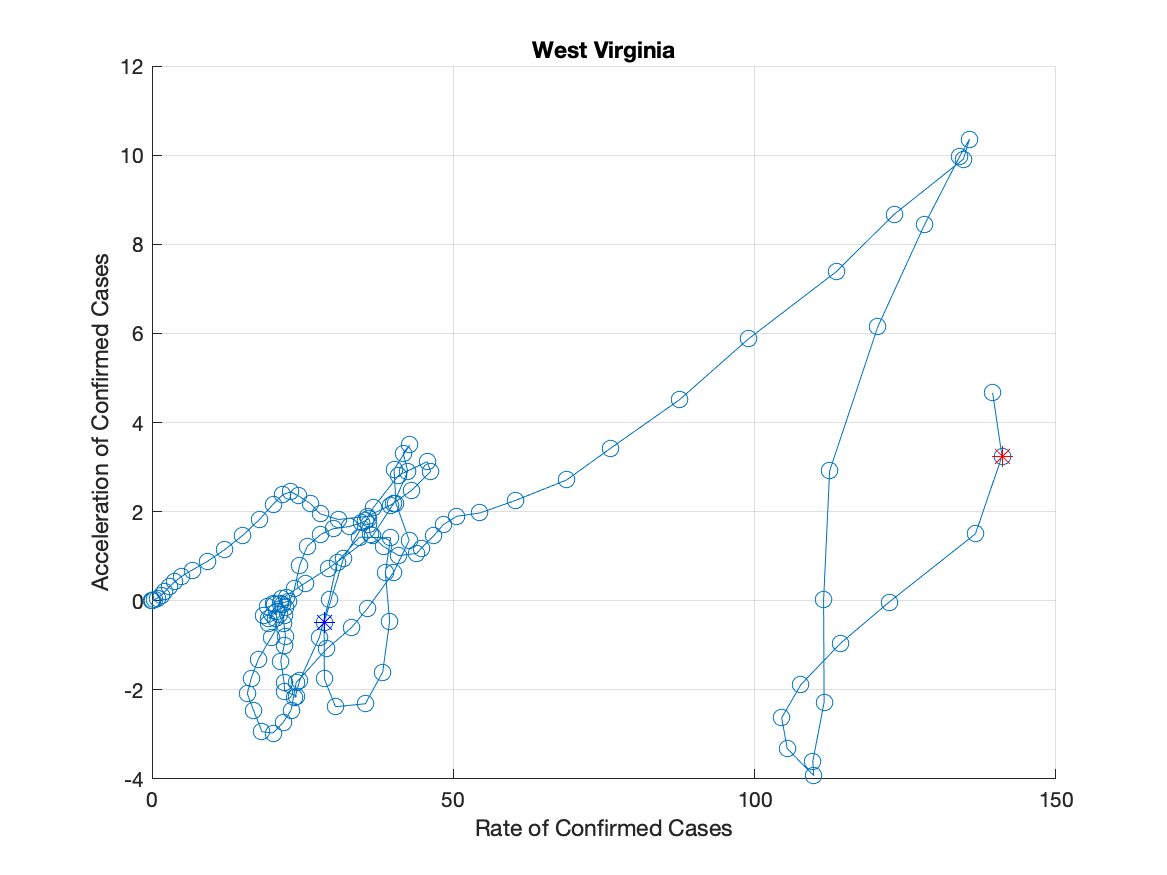 West Virginia
12
10
8
6
4
2
0
-2
-4
0 50 100 150
Acceleration of Confirmed Cases
Rate of Confirmed Cases